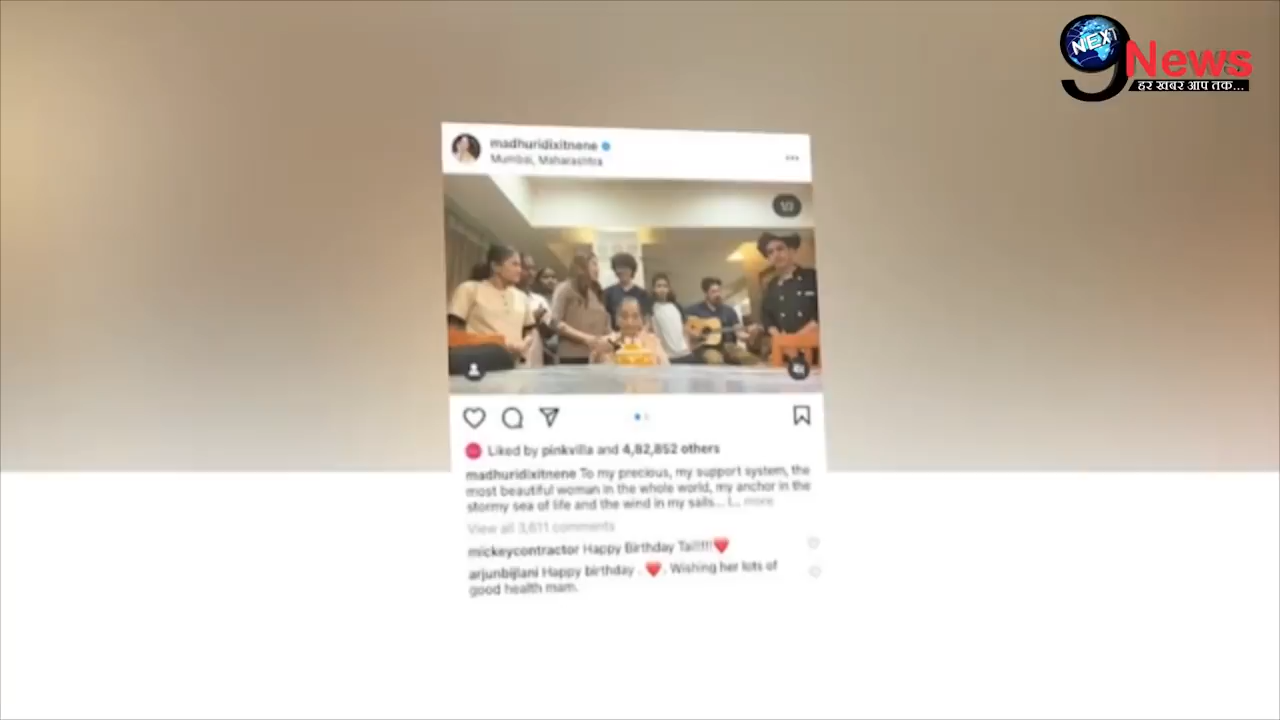 NEXT
9 News
हर खबर आप तक...
madhuridixitnene
Mumbai, Maharashtra
1/2
Liked by pinkvilla and 4,82,852 others
madhuridixitnene To my precious, my support system, the
most beautiful woman in the whole world, my anchor in the
stormy sea of life and the wind in my sails... more
View all 3,611 comments
mickeycontractor Happy Birthday Tai!!!!!❤️
arjunbijlani Happy birthday . ❤️. Wishing her lots of
good health mam.